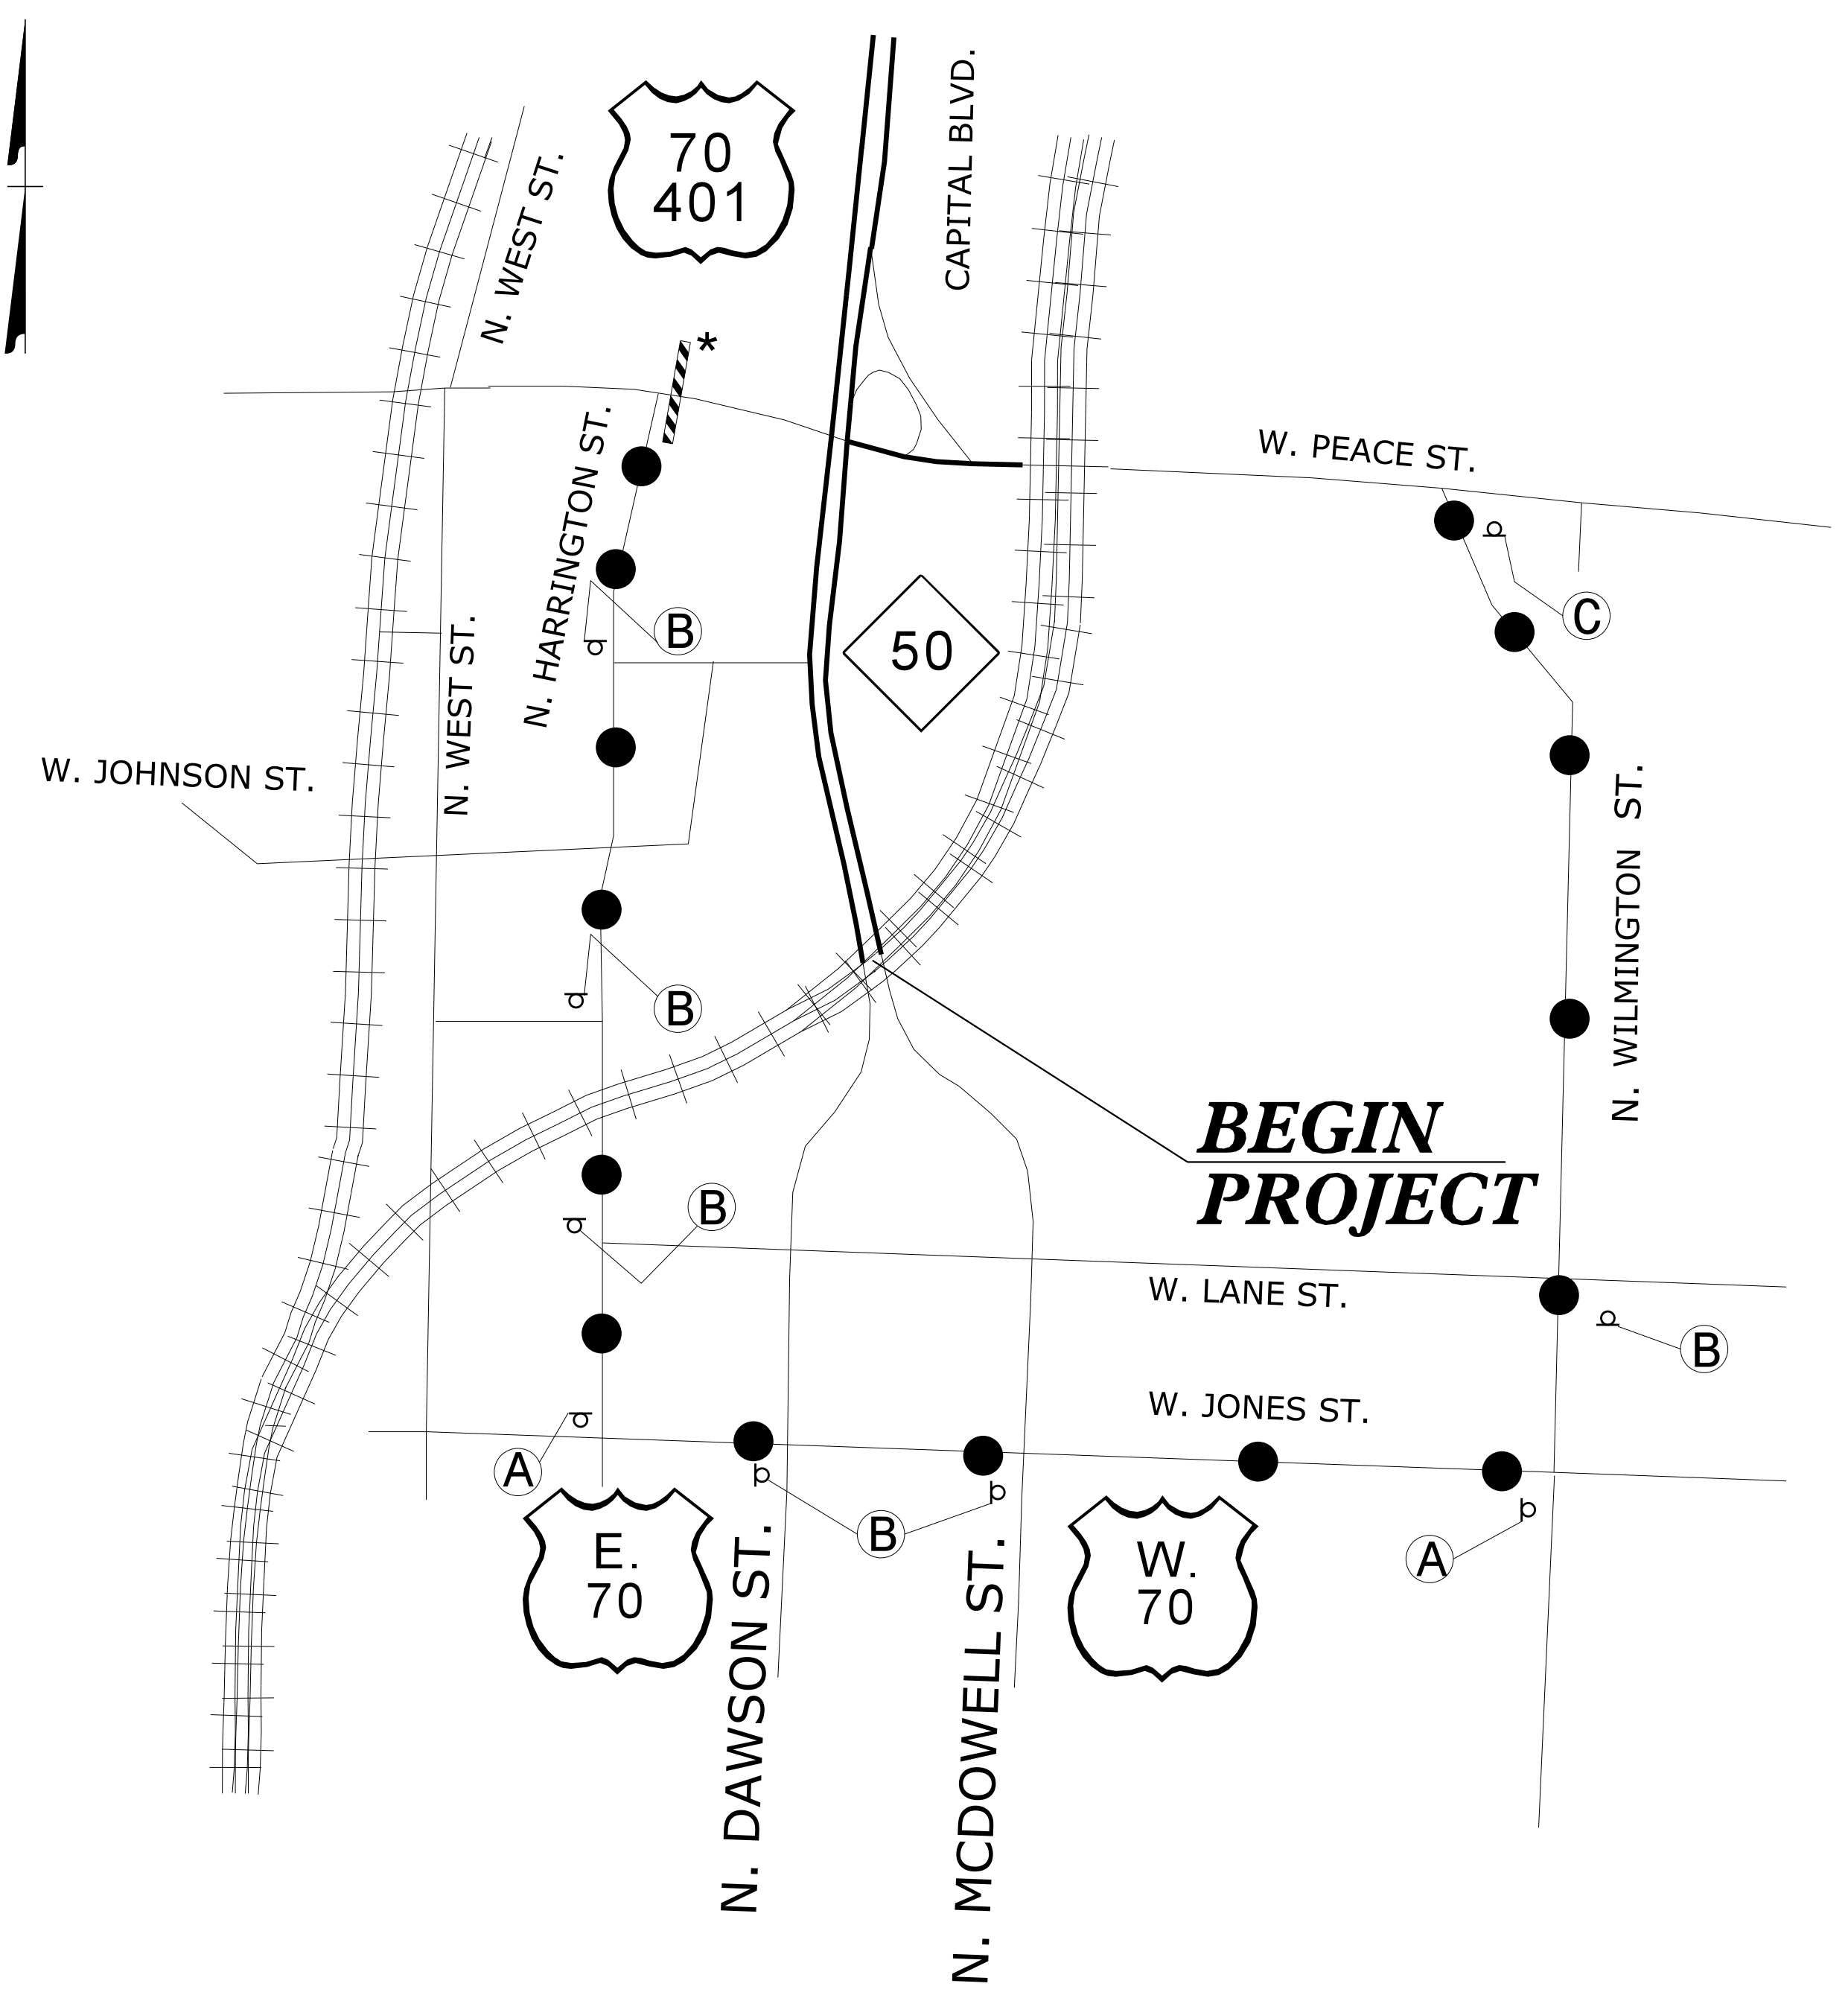 70
401
CAPITAL BLVD.
N. WEST ST.
*
N. HARRINGTON ST.
W. PEACE ST.
C
B
50
N. WEST ST.
W. JOHNSON ST.
N. WILMINGTON ST.
B
BEGIN
PROJECT
B
W. LANE ST.
B
W. JONES ST.
A
B
A
E.
70
W.
70
N. DAWSON ST.
N. MCDOWELL ST.